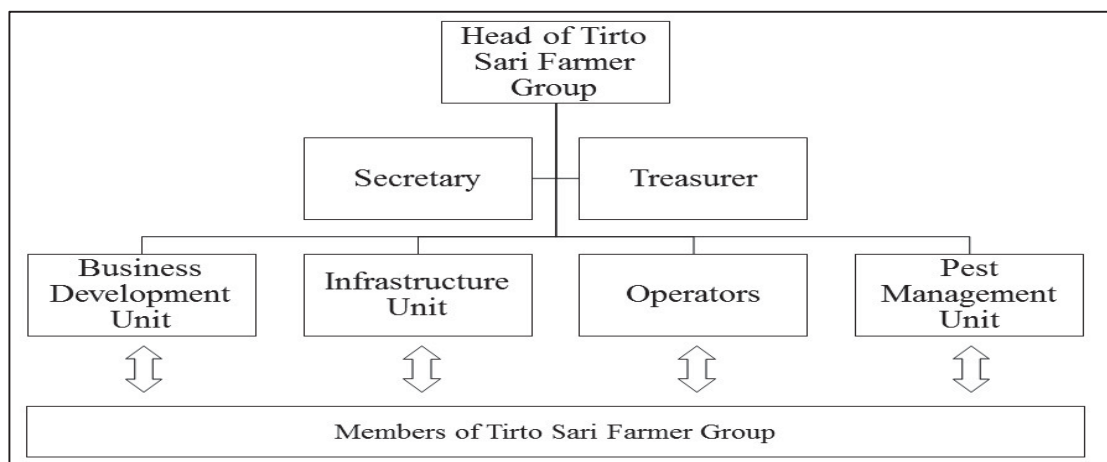 Head of Tirto
Sari Farmer
Group
Secretary
Treasurer
Business
Development
Unit
Infrastructure
Unit
Operators
Pest
Management
Unit
Members of Tirto Sari Farmer Group